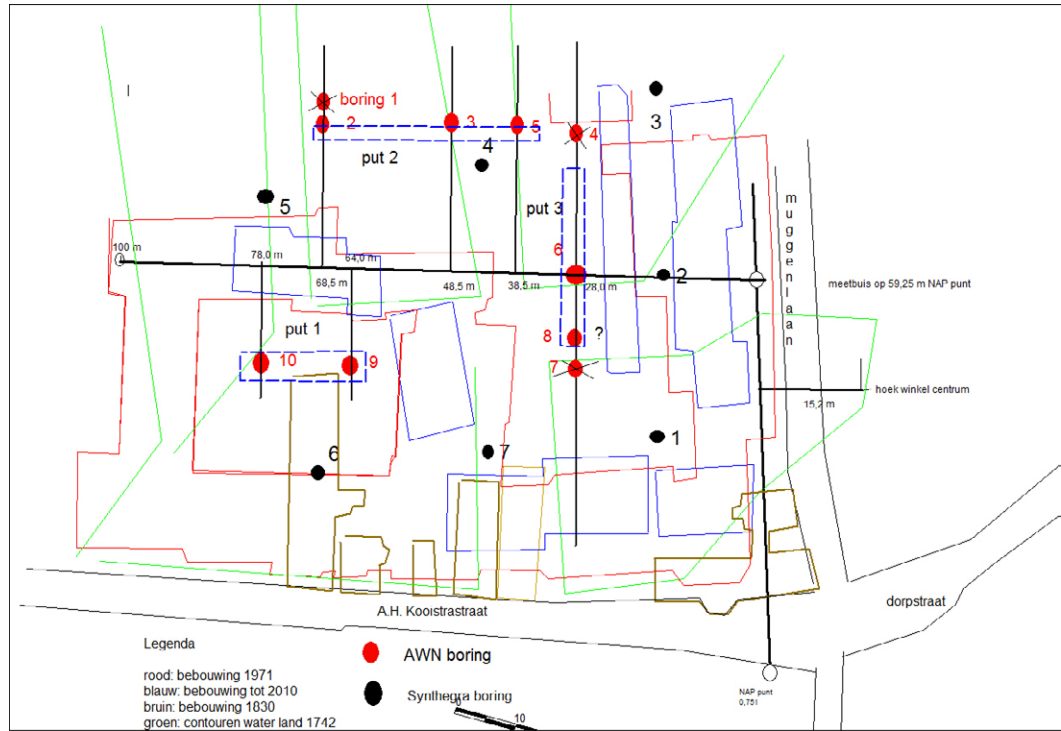 boring 1
2
3
5
4
3
4
put 2
5
put 3
6
muggenlaan
100 m
78,0 m
64,0 m
68,5 m
48,5 m
38,5 m
28,0 m
2
meetbuis op 59,25 m NAP punt
put 1
8
?
10
9
7
hoek winkel centrum
15,2 m
1
6
7
A.H. Kooistrastraat
dorpstraat
Legenda
AWN boring
rood: bebouwing 1971
blauw: bebouwing tot 2010
bruin: bebouwing 1830
groen: contouren water land 1742
Synthegra boring
0
10
NAP punt
0,751